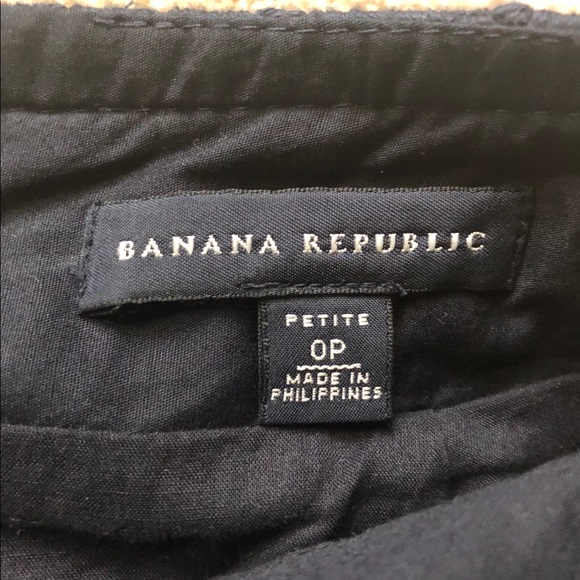 BANANA REPUBLIC
PETITE
0P
MADE IN
PHILIPPINES